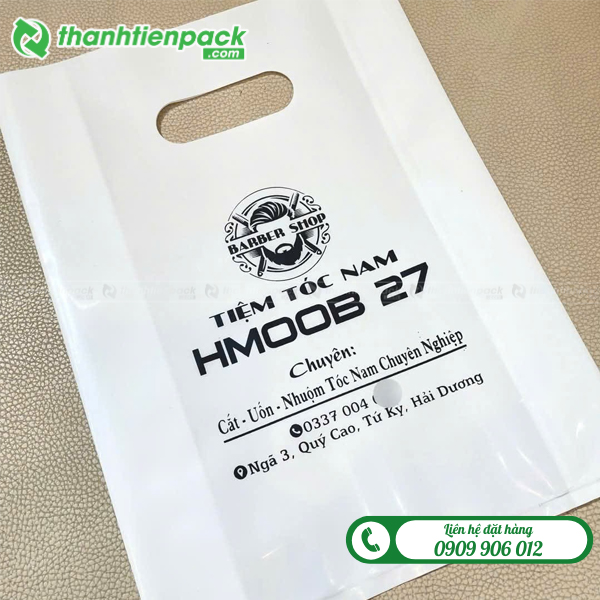 thanhtienpack
.com
BARBER SHOP
TIỆM TÓC NAM
HMOOB 27
Chuyên:
Cắt - Uốn - Nhuộm Tóc Nam Chuyên Nghiệp
0337 004
Ngã 3, Quý Cao, Tứ Kỳ, Hải Dương
Liên hệ đặt hàng
0909 906 012